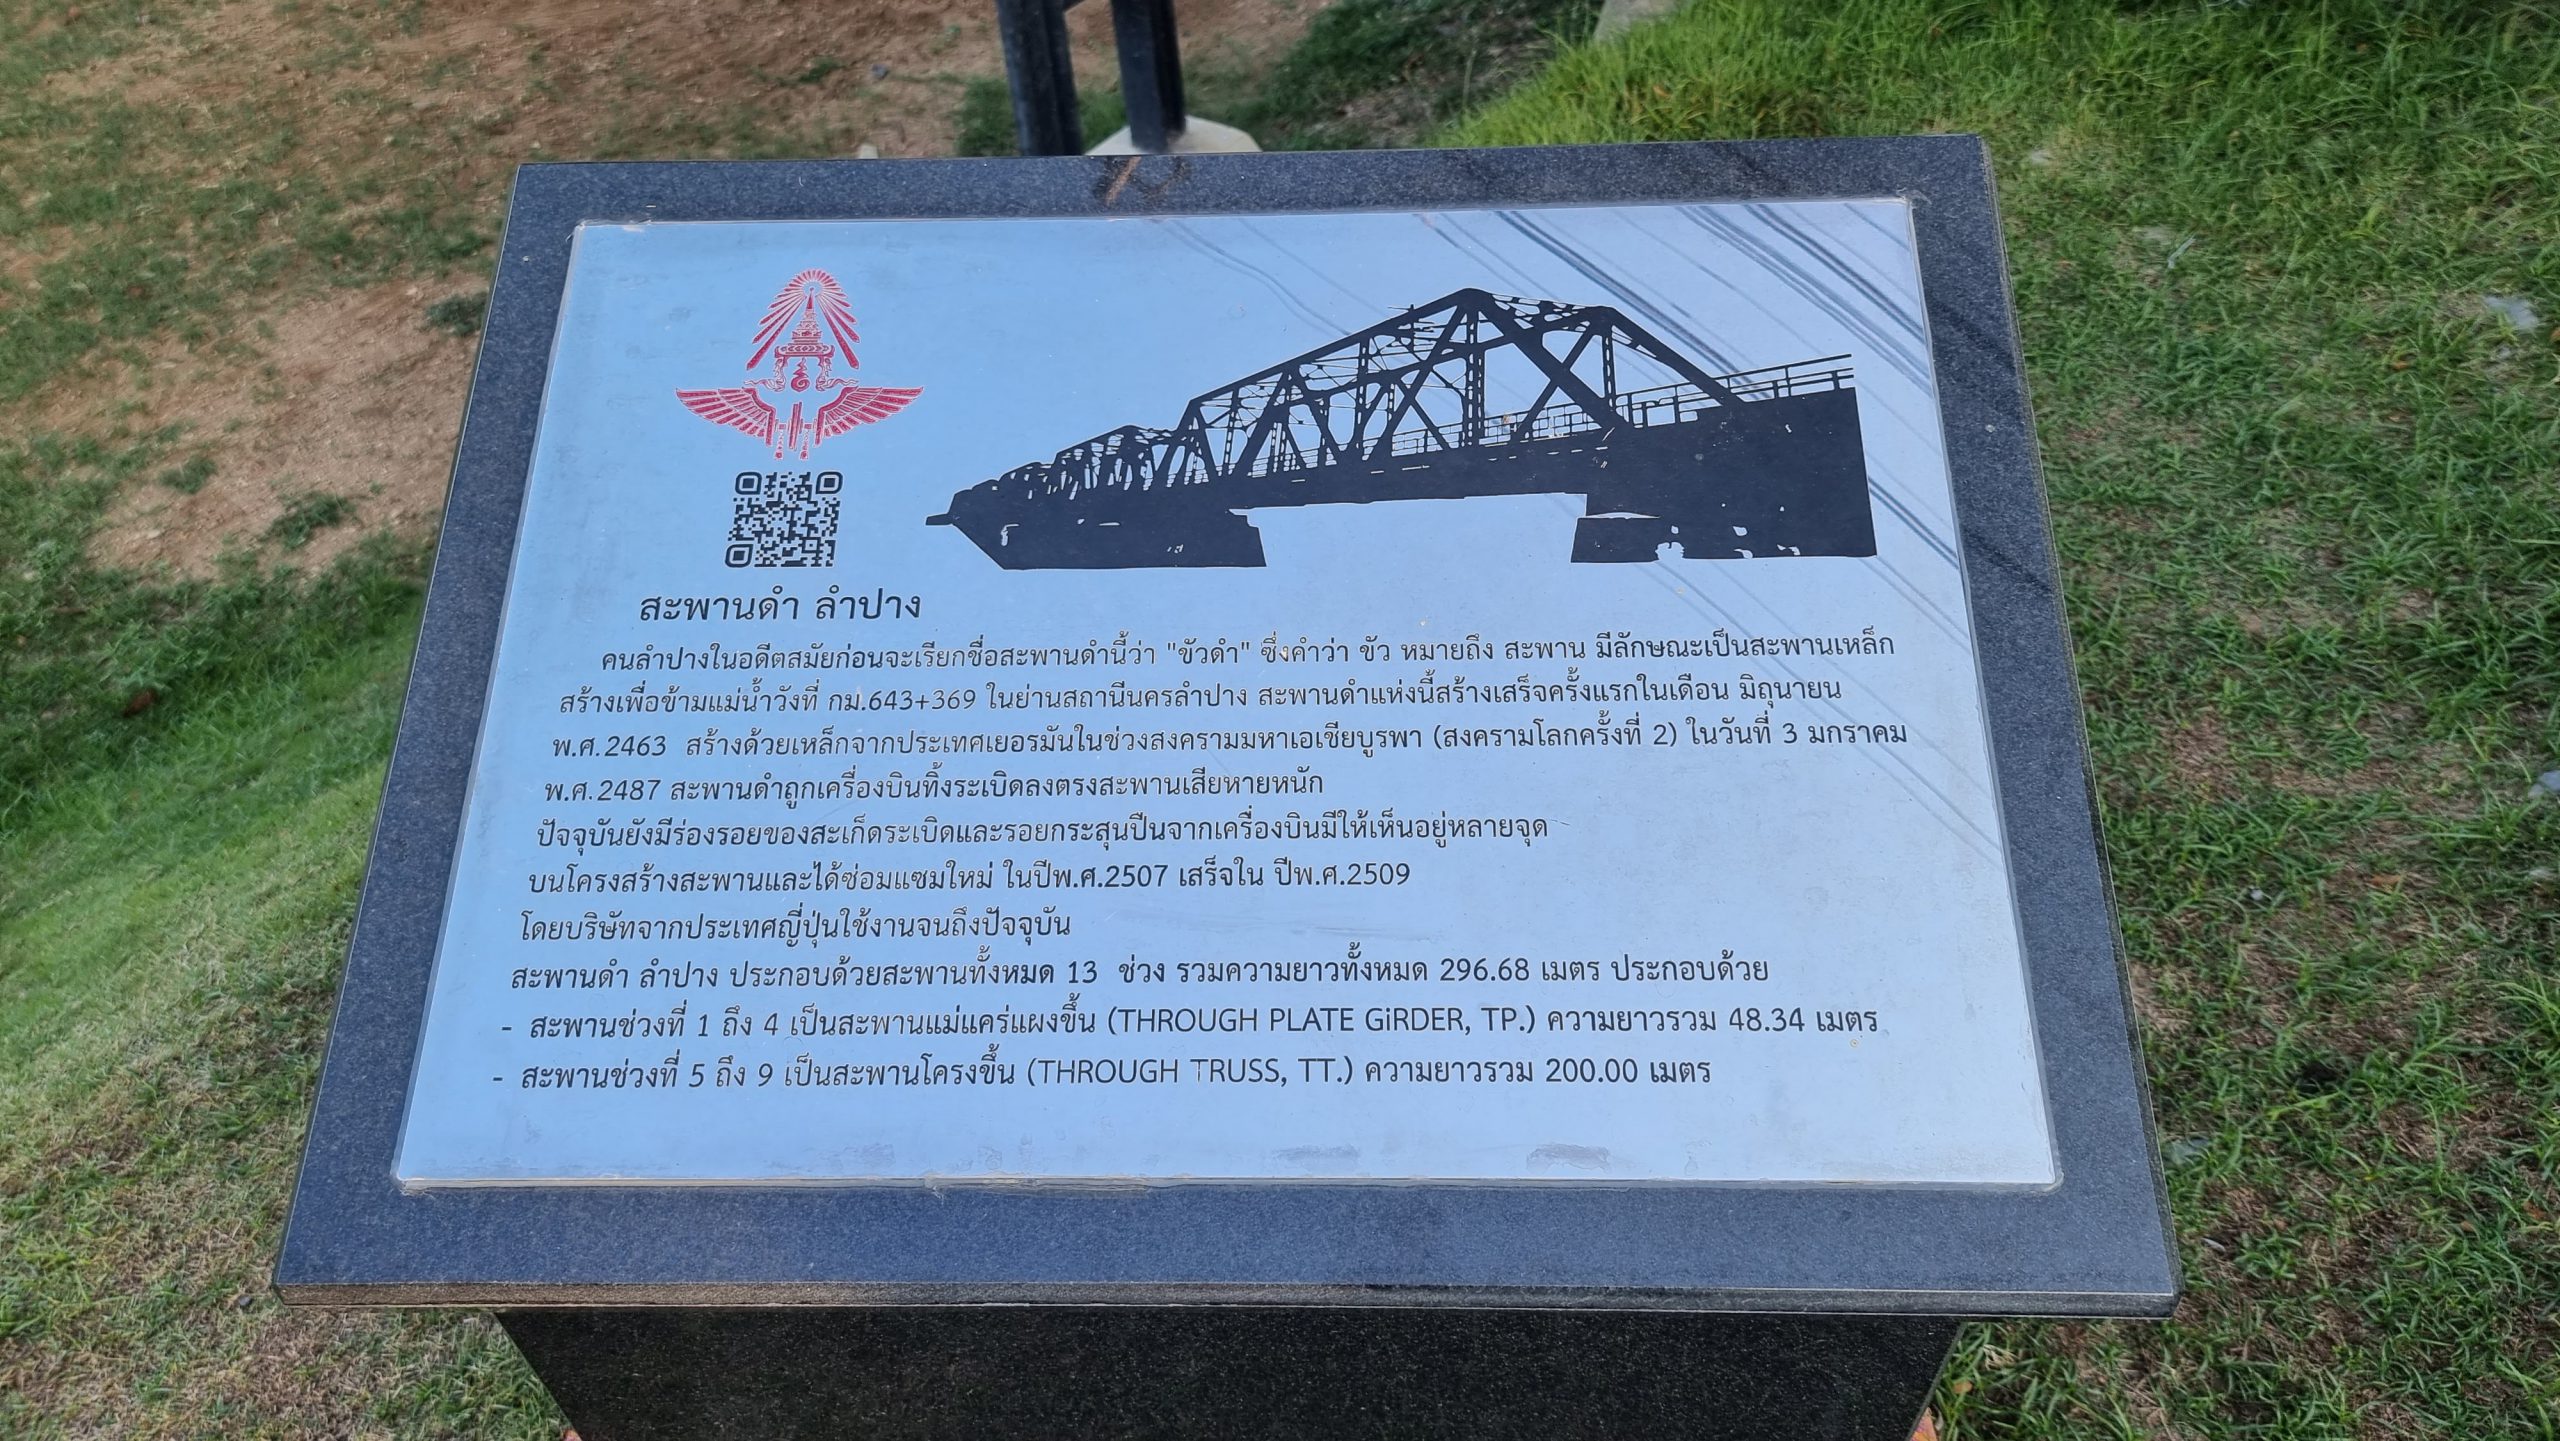 สะพานดำ ลำปาง
คนลำปางในอดีตสมัยก่อนจะเรียกชื่อสะพานดำนี้ว่า "ขัวดำ" ซึ่งคำว่า ขัว หมายถึง สะพาน มีลักษณะเป็นสะพานเหล็ก
สร้างเพื่อข้ามแม่น้ำวังที่ กม.643+369 ในย่านสถานีนครลำปาง สะพานดำแห่งนี้สร้างเสร็จครั้งแรกในเดือน มิถุนายน
พ.ศ.2463 สร้างด้วยเหล็กจากประเทศเยอรมันในช่วงสงครามมหาเอเชียบูรพา (สงครามโลกครั้งที่ 2) ในวันที่ 3 มกราคม
พ.ศ.2487 สะพานดำถูกเครื่องบินทิ้งระเบิดลงตรงสะพานเสียหายหนัก
ปัจจุบันยังมีร่องรอยของสะเก็ดระเบิดและรอยกระสุนปืนจากเครื่องบินมีให้เห็นอยู่หลายจุด
บนโครงสร้างสะพานและได้ซ่อมแซมใหม่ ในปีพ.ศ.2507 เสร็จใน ปีพ.ศ.2509
โดยบริษัทจากประเทศญี่ปุ่นใช้งานจนถึงปัจจุบัน
สะพานดำ ลำปาง ประกอบด้วยสะพานทั้งหมด 13 ช่วง รวมความยาวทั้งหมด 296.68 เมตร ประกอบด้วย
- สะพานช่วงที่ 1 ถึง 4 เป็นสะพานแม่แคร่แผงขึ้น (THROUGH PLATE GiRDER, TP.) ความยาวรวม 48.34 เมตร
- สะพานช่วงที่ 5 ถึง 9 เป็นสะพานโครงขึ้น (THROUGH TRUSS, TT.) ความยาวรวม 200.00 เมตร